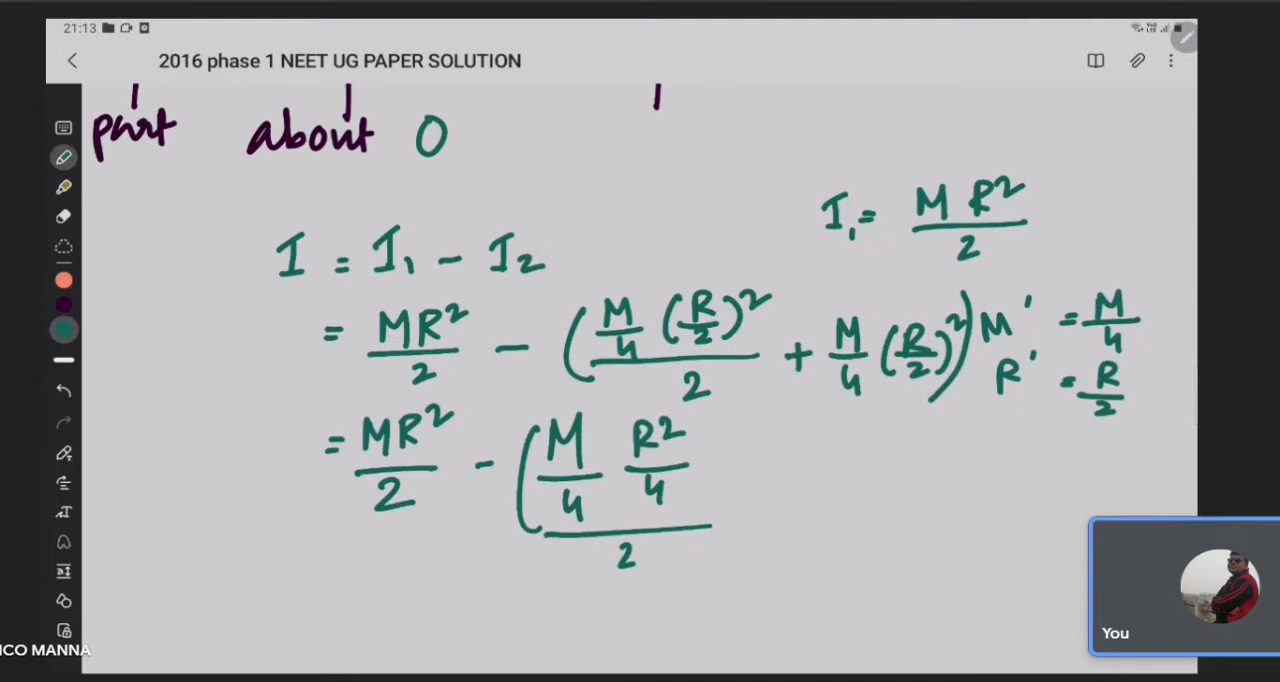 21:13
2016 phase 1 NEET UG PAPER SOLUTION
part about O
I₁ = M R² / 2
I = I₁ - I₂
= MR²/2 - ( (M/4 (R/2)²)/2 + M/4 (R/2)² ) M' = M/4
R' = R/2
= MR²/2 - ( (M/4 R²/4)/2
You
ICO MANNA